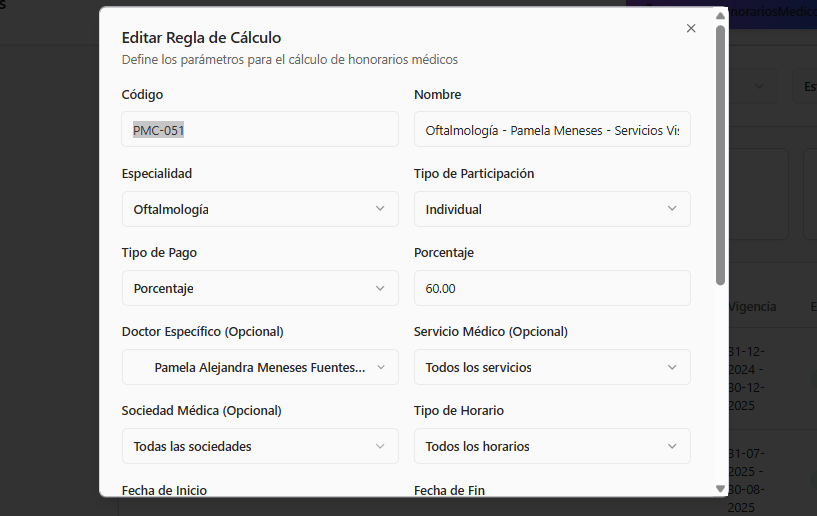 Editar Regla de Cálculo
Define los parámetros para el cálculo de honorarios médicos
Código
Nombre
PMC-051
Oftalmología - Pamela Meneses - Servicios Vis
Especialidad
Tipo de Participación
Oftalmología
Individual
Tipo de Pago
Porcentaje
Porcentaje
60.00
Doctor Específico (Opcional)
Servicio Médico (Opcional)
Pamela Alejandra Meneses Fuentes...
Todos los servicios
Sociedad Médica (Opcional)
Tipo de Horario
Todas las sociedades
Todos los horarios
Fecha de Inicio
Fecha de Fin
Vigencia
31-12-
2024 -
30-12-
2025
31-07-
2025 -
30-08-
2025